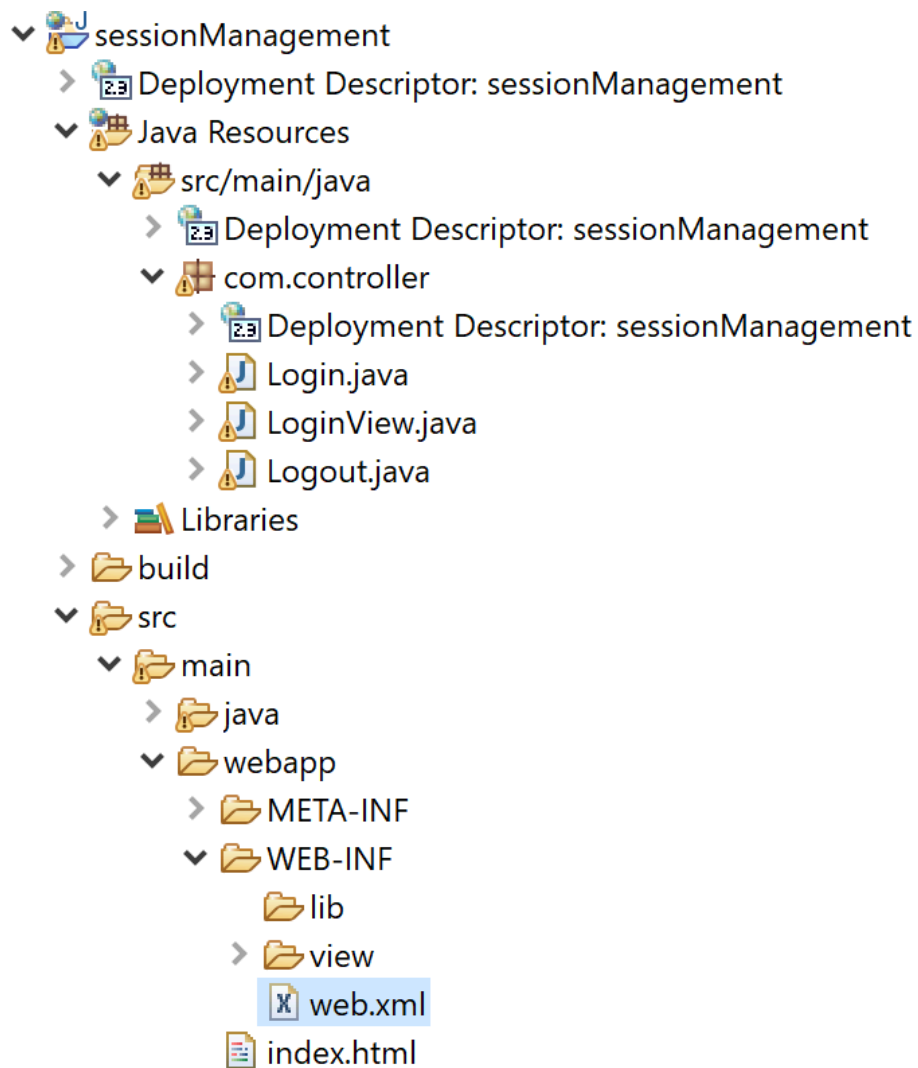 sessionManagement
Deployment Descriptor: sessionManagement
Java Resources
src/main/java
Deployment Descriptor: sessionManagement
com.controller
Deployment Descriptor: sessionManagement
Login.java
LoginView.java
Logout.java
Libraries
build
src
main
java
webapp
META-INF
WEB-INF
lib
view
web.xml
index.html